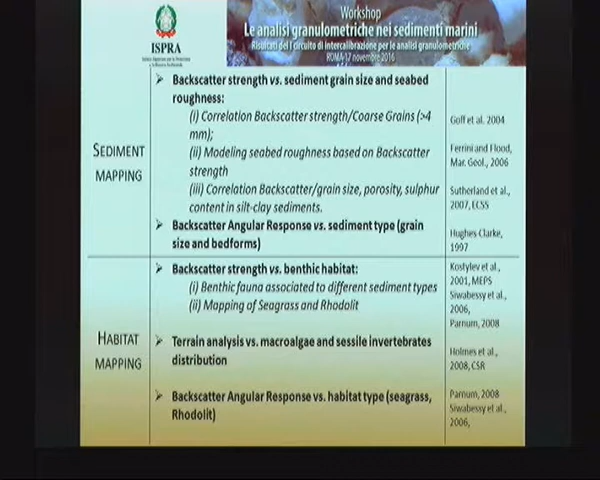 Workshop
Le analisi granulometriche nei sedimenti marini
Risultati del I circuito di intercalibrazione per le analisi granulometriche
ROMA 17 novembre 2016
ISPRA
SEDIMENT MAPPING
➢ Backscatter strength vs. sediment grain size and seabed
roughness:
(i) Correlation Backscatter strength/Coarse Grains (>4
mm);
(ii) Modeling seabed roughness based on Backscatter
strength
(iii) Correlation Backscatter/grain size, porosity, sulphur
content in silt-clay sediments.
➢ Backscatter Angular Response vs. sediment type (grain
size and bedforms)
Goff et al. 2004
Ferrini and Flood,
Mar. Geol., 2006
Sutherland et al.,
2007, ECSS
Hughes Clarke,
1997
HABITAT MAPPING
➢ Backscatter strength vs. benthic habitat:
(i) Benthic fauna associated to different sediment types
(ii) Mapping of Seagrass and Rhodolit
➢ Terrain analysis vs. macroalgae and sessile invertebrates
distribution
➢ Backscatter Angular Response vs. habitat type (seagrass,
Rhodolit)
Kostylev et al.,
2001, MEPS
Siwabessy et al.,
2006,
Parnum, 2008
Holmes et al.,
2008, CSR
Parnum, 2008
Siwabessy et al.,
2006,